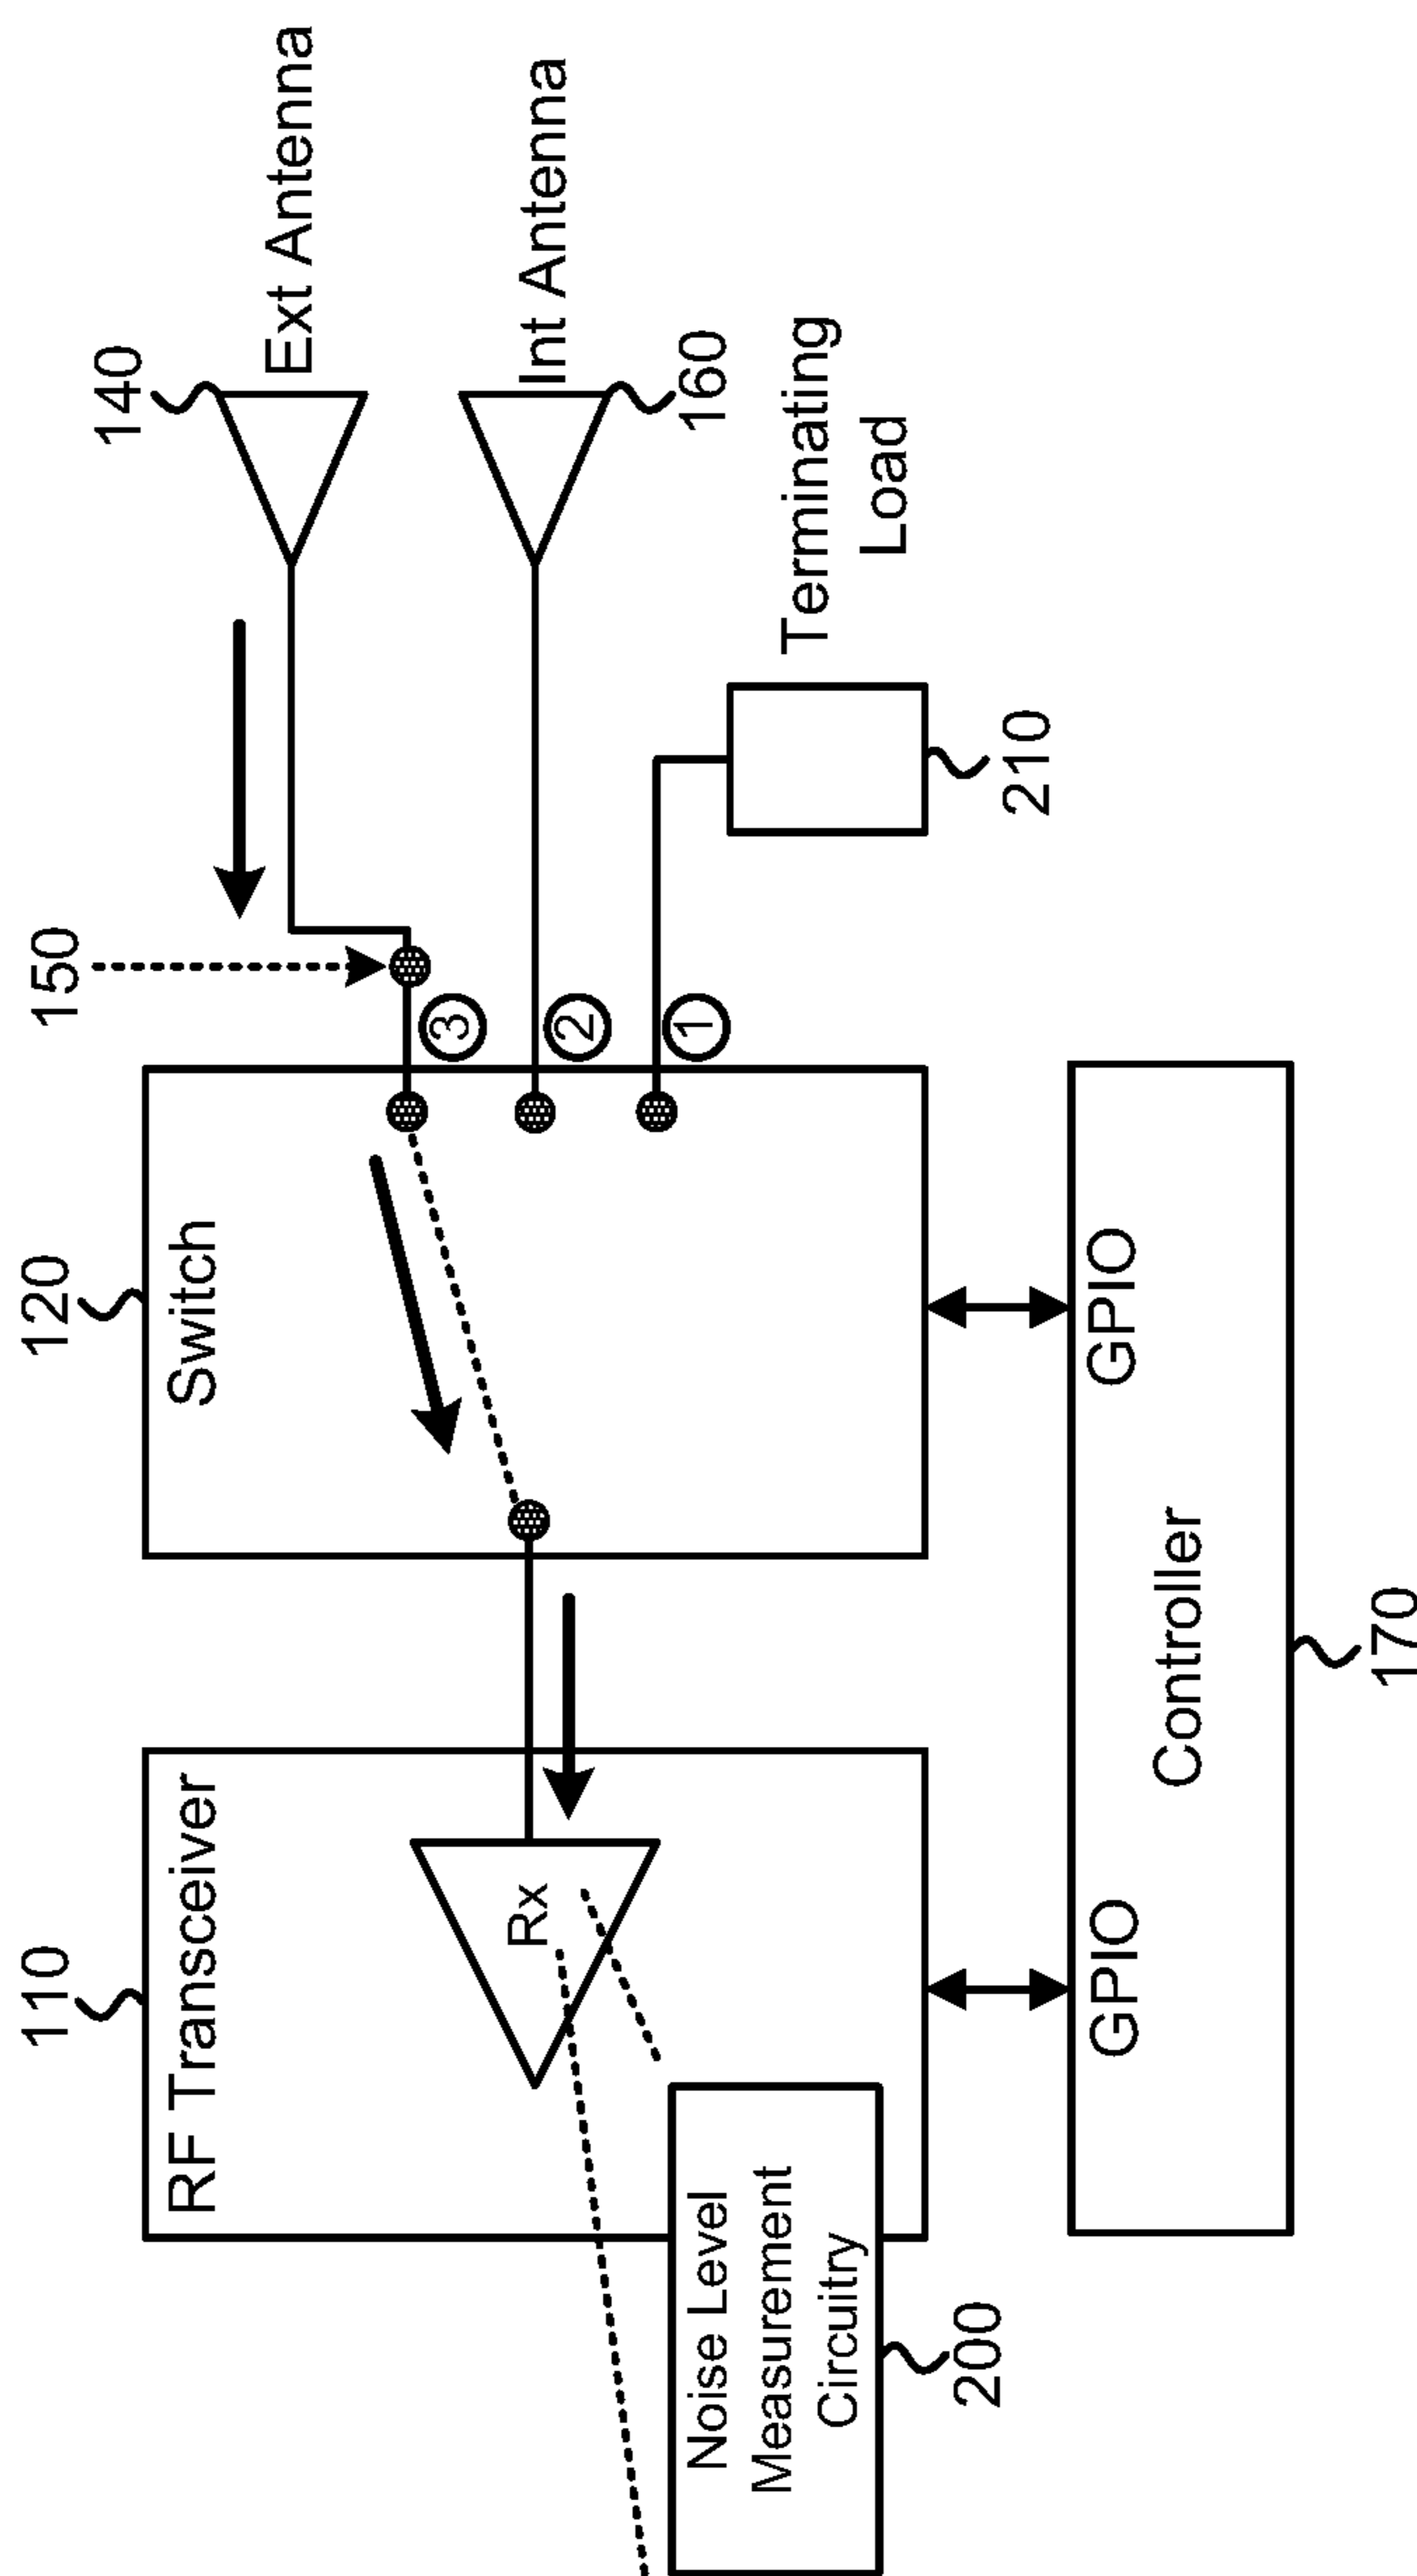 110
120
150
140
RF Transceiver
Switch
Ext Antenna
3
Rx
2
Int Antenna
160
1
Noise Level
Measurement
Circuitry
Terminating
Load
200
210
GPIO
GPIO
Controller
170